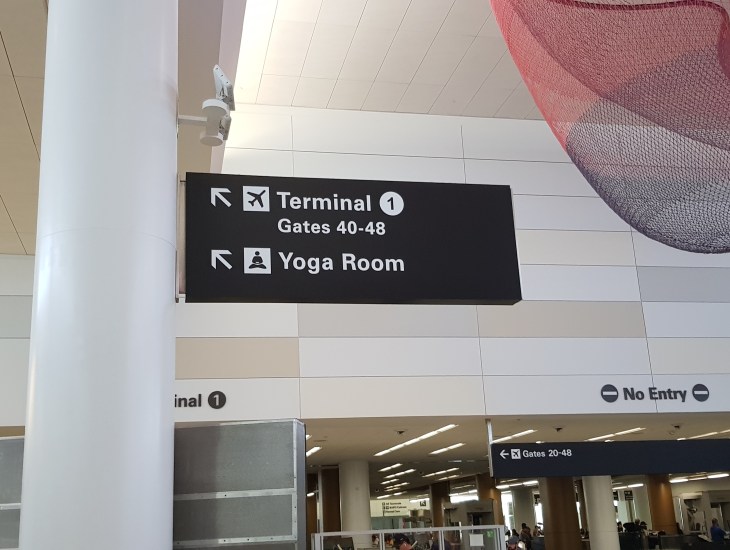 Terminal 1
Gates 40-48
Yoga Room
inal 1
No Entry
Gates 20-48